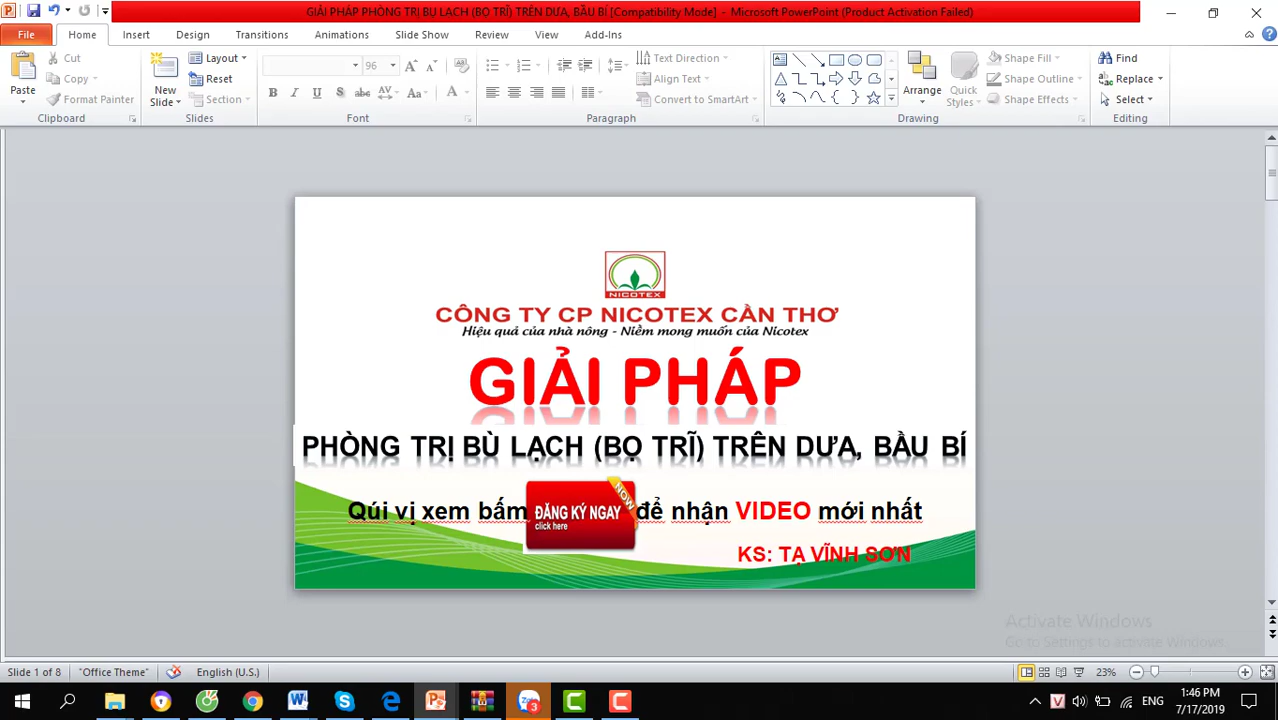 GIẢI PHÁP PHÒNG TRỊ BỤ LẠCH (BỌ TRĨ) TRÊN DƯA, BẦU BÍ [Compatibility Mode] - Microsoft PowerPoint (Product Activation Failed)
File Home Insert Design Transitions Animations Slide Show Review View Add-Ins
Paste
Cut
Copy
Format Painter
Clipboard
New Slide
Layout
Reset
Section
Slides
96
B I U S abc AV Aa A
Font
Text Direction
Align Text
Convert to SmartArt
Paragraph
Arrange
Quick Styles
Shape Fill
Shape Outline
Shape Effects
Drawing
Find
Replace
Select
Editing
NICOTEX
CÔNG TY CP NICOTEX CẦN THƠ
Hiệu quả của nhà nông - Niềm mong muốn của Nicotex
GIẢI PHÁP
PHÒNG TRỊ BÙ LẠCH (BỌ TRĨ) TRÊN DƯA, BẦU BÍ
Qúi vị xem bấm ĐĂNG KÝ NGAY click here NOW để nhận VIDEO mới nhất
KS: TẠ VĨNH SƠN
Activate Windows
Go to Settings to activate Windows.
Slide 1 of 8 "Office Theme" English (U.S.) 23%
ENG
1:46 PM
7/17/2019